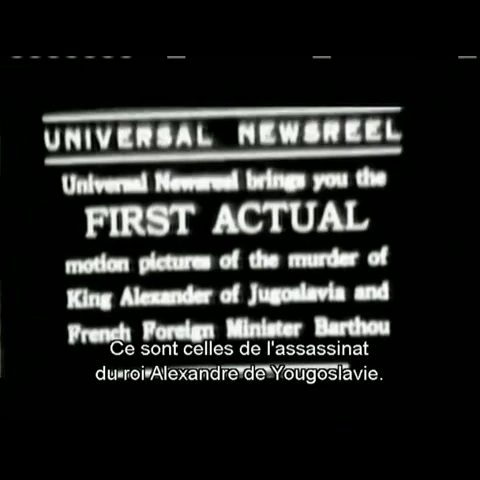 UNIVERSAL NEWSREEL
Universal Newsreel brings you the
FIRST ACTUAL
motion pictures of the murder of
King Alexander of Jugoslavia and
French Foreign Minister Barthou
Ce sont celles de l'assassinat
du roi Alexandre de Yougoslavie.